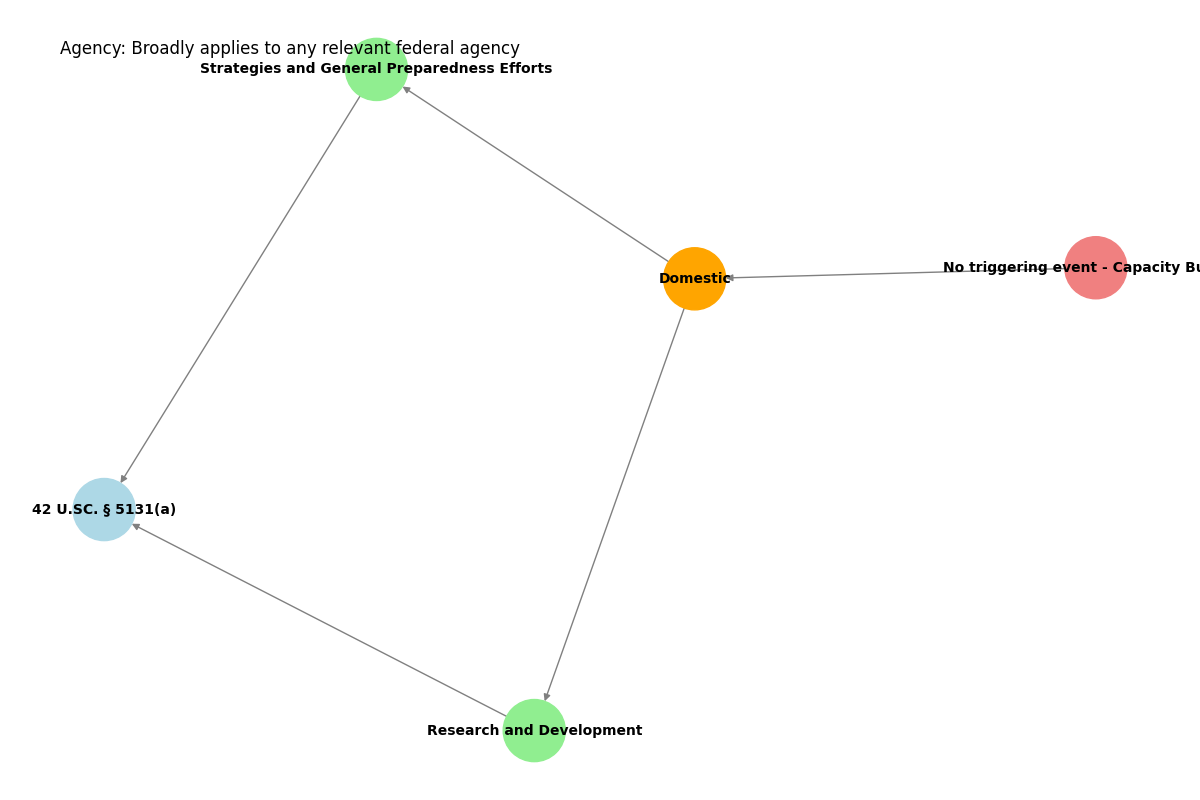 Agency: Broadly applies to any relevant federal agency
Strategies and General Preparedness Efforts
No triggering event - Capacity
Domestic
42 U.SC. § 5131(a)
Research and Development